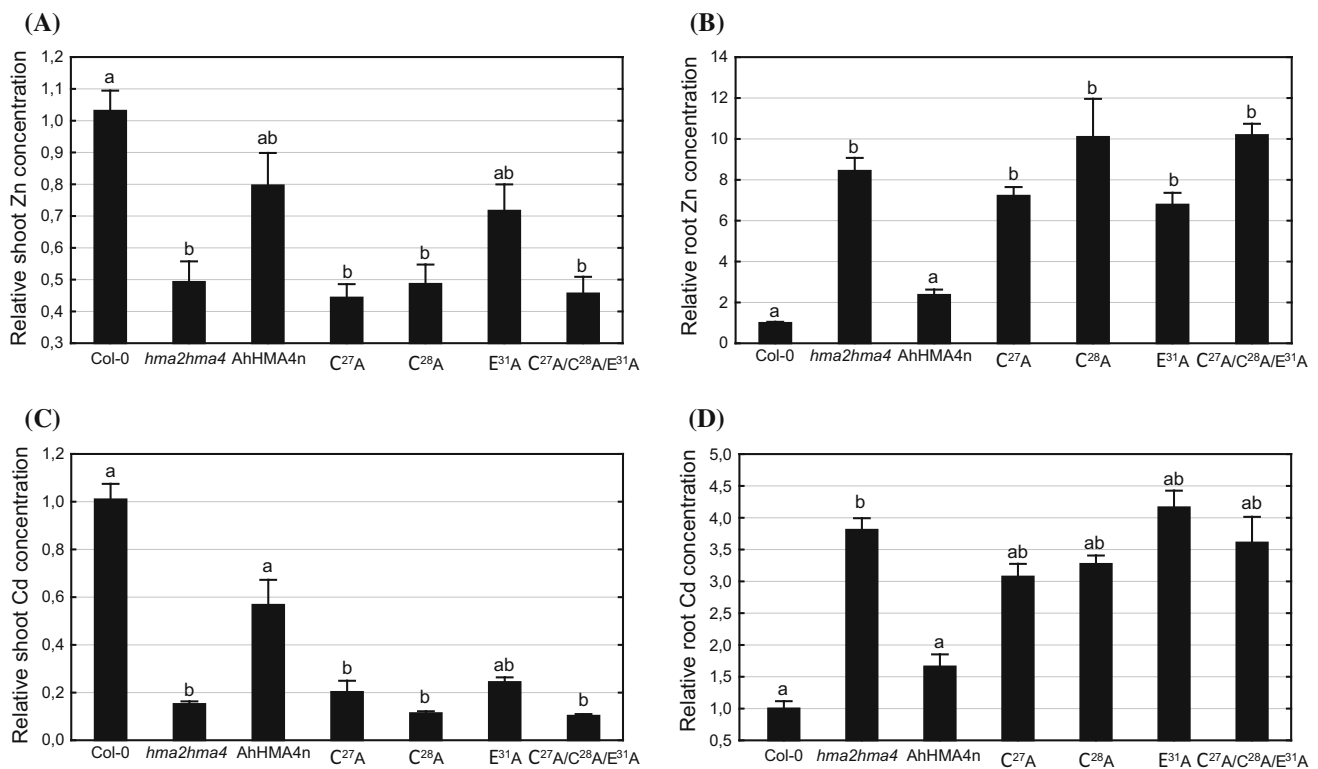 (A)
Relative shoot Zn concentration
1,2
1,1
1,0
0,9
0,8
0,7
0,6
0,5
0,4
0,3
a
b
ab
b
b
ab
b
Col-0
hma2hma4
AhHMA4n
C²⁷A
C²⁸A
E³¹A
C²⁷A/C²⁸A/E³¹A
(B)
Relative root Zn concentration
14
12
10
8
6
4
2
0
a
b
a
b
b
b
b
Col-0
hma2hma4
AhHMA4n
C²⁷A
C²⁸A
E³¹A
C²⁷A/C²⁸A/E³¹A
(C)
Relative shoot Cd concentration
1,2
1,0
0,8
0,6
0,4
0,2
0,0
a
b
a
b
b
ab
b
Col-0
hma2hma4
AhHMA4n
C²⁷A
C²⁸A
E³¹A
C²⁷A/C²⁸A/E³¹A
(D)
Relative root Cd concentration
5,0
4,5
4,0
3,5
3,0
2,5
2,0
1,5
1,0
0,5
a
b
a
ab
ab
ab
ab
Col-0
hma2hma4
AhHMA4n
C²⁷A
C²⁸A
E³¹A
C²⁷A/C²⁸A/E³¹A